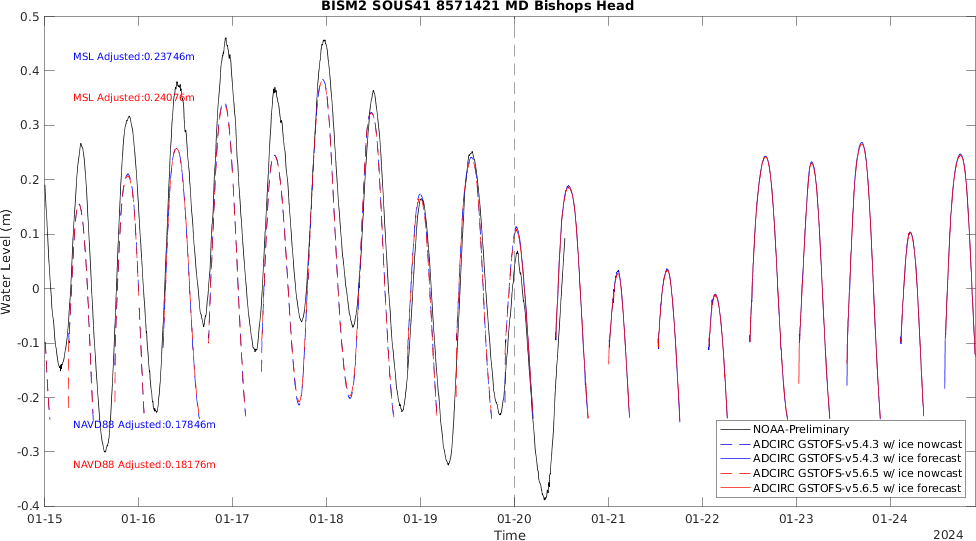 BISM2 SOUS41 8571421 MD Bishops Head
0.5
0.4
0.3
0.2
0.1
0
-0.1
-0.2
-0.3
-0.4
Water Level (m)
MSL Adjusted:0.23746m
MSL Adjusted:0.24076m
NAVD88 Adjusted:0.17846m
NAVD88 Adjusted:0.18176m
NOAA-Preliminary
ADCIRC GSTOFS-v5.4.3 w/ ice nowcast
ADCIRC GSTOFS-v5.4.3 w/ ice forecast
ADCIRC GSTOFS-v5.6.5 w/ ice nowcast
ADCIRC GSTOFS-v5.6.5 w/ ice forecast
01-15 01-16 01-17 01-18 01-19 01-20 01-21 01-22 01-23 01-24
Time
2024